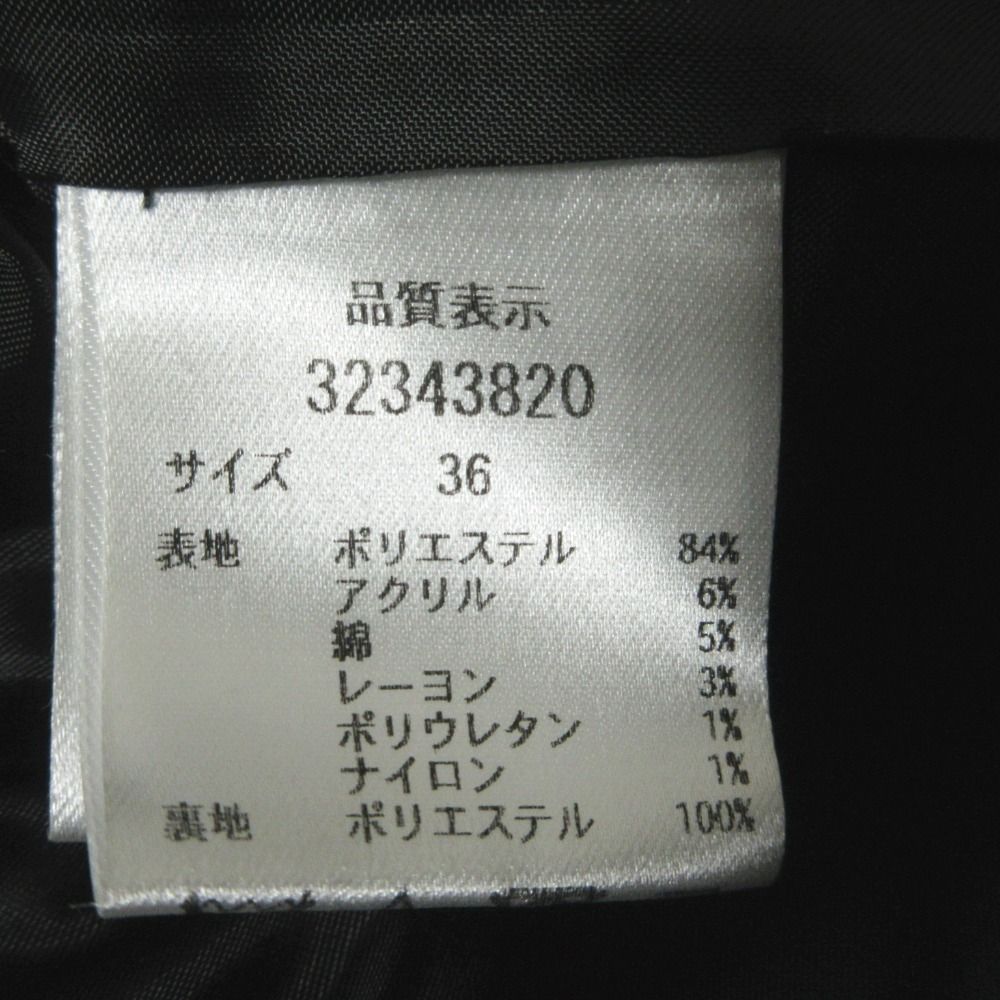 品質表示
32343820
サイズ 36
表地 ポリエステル 84%
アクリル 6%
綿 5%
レーヨン 3%
ポリウレタン 1%
ナイロン 1%
裏地 ポリエステル 100%